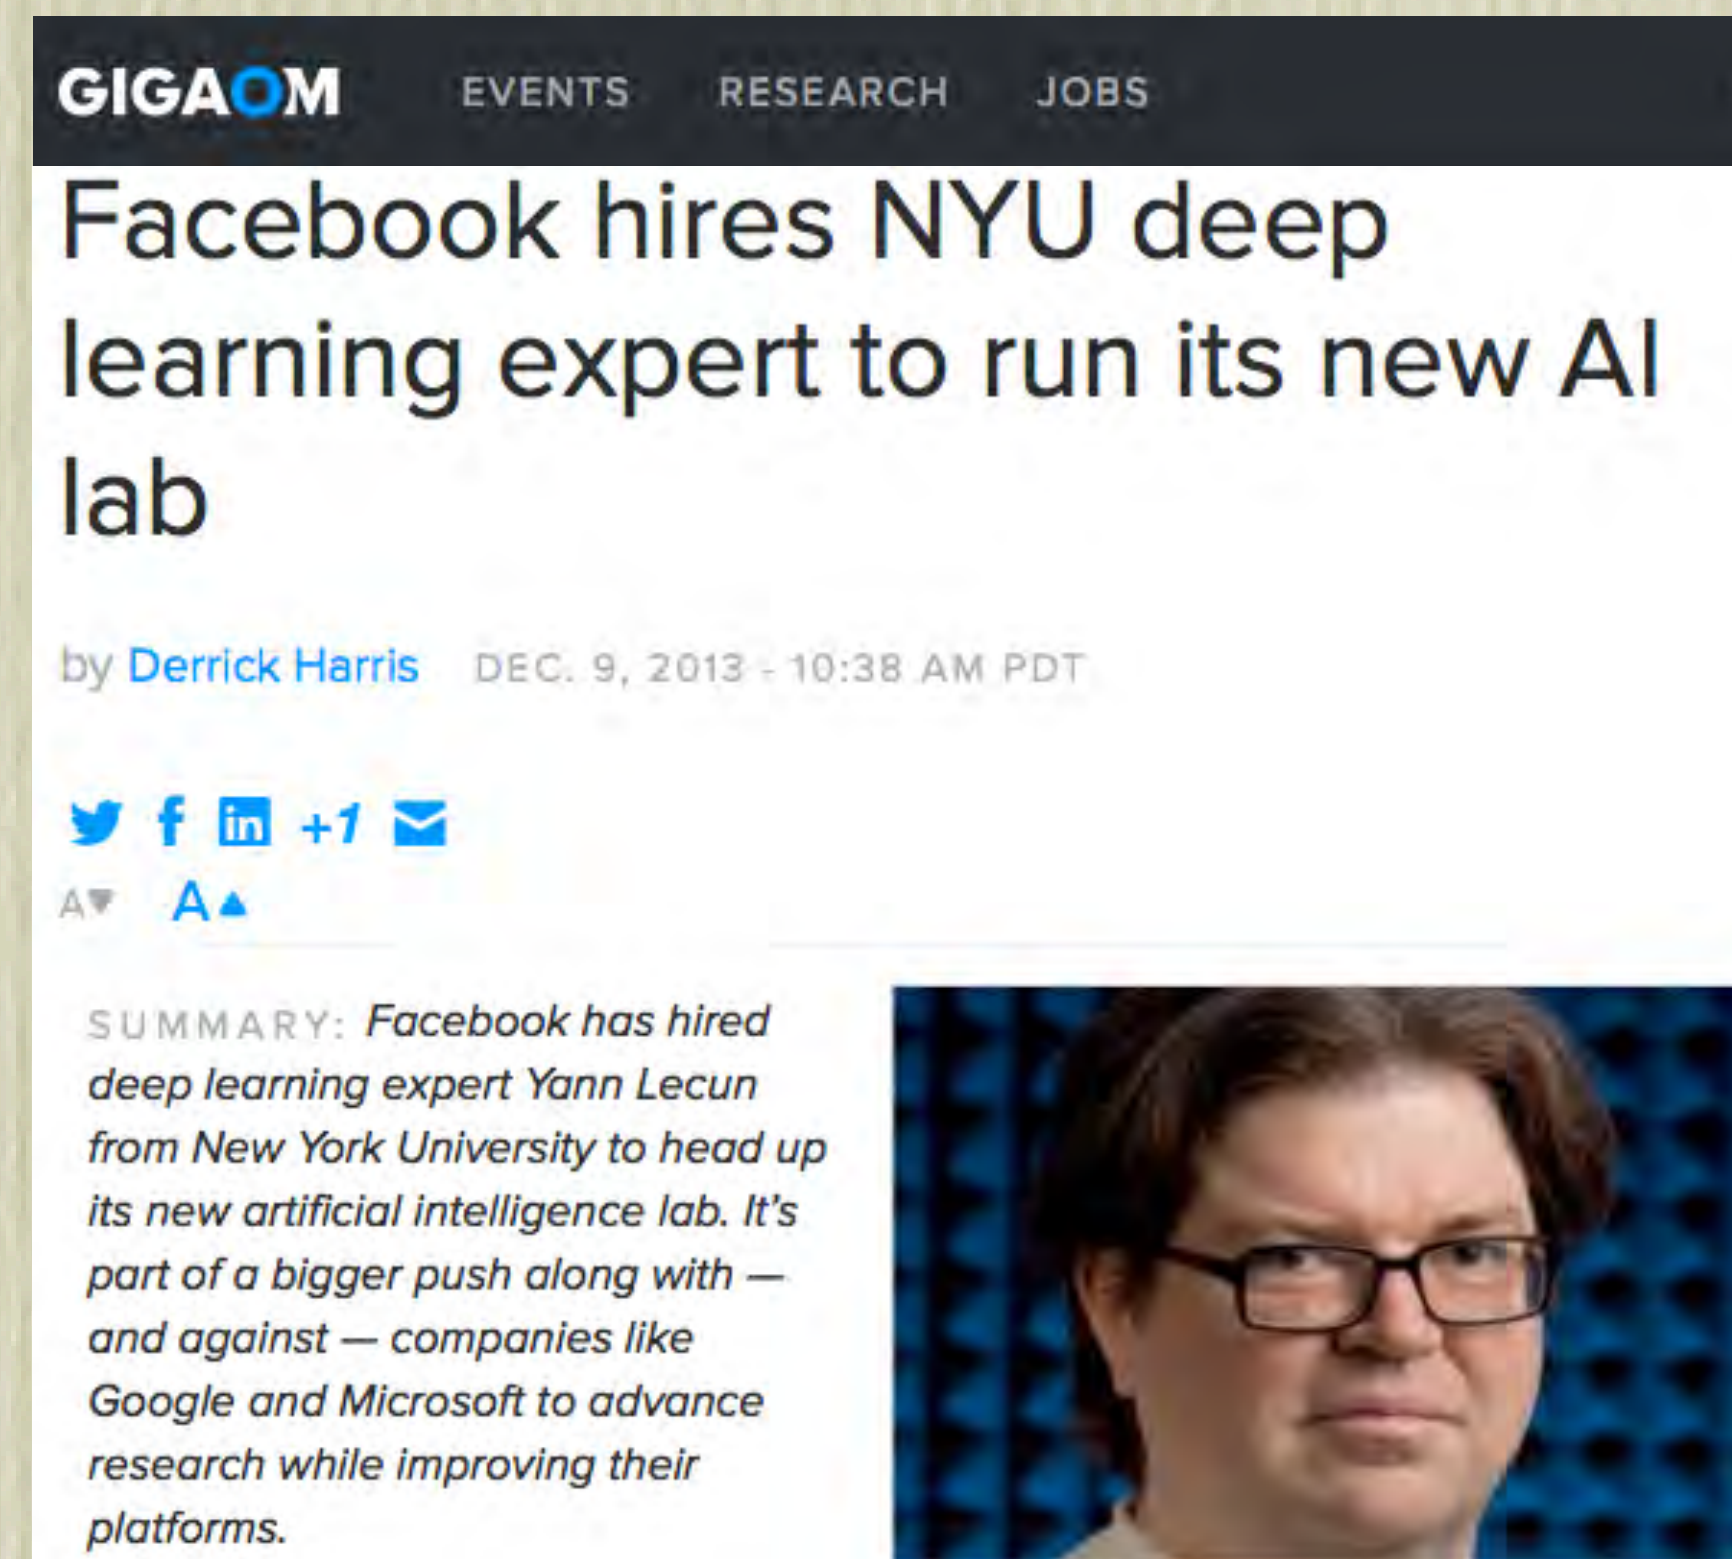 GIGAOM EVENTS RESEARCH JOBS
Facebook hires NYU deep
learning expert to run its new AI
lab
by Derrick Harris DEC. 9, 2013 - 10:38 AM PDT
f in +1
A▼ A▲
SUMMARY: Facebook has hired
deep learning expert Yann Lecun
from New York University to head up
its new artificial intelligence lab. It's
part of a bigger push along with —
and against — companies like
Google and Microsoft to advance
research while improving their
platforms.